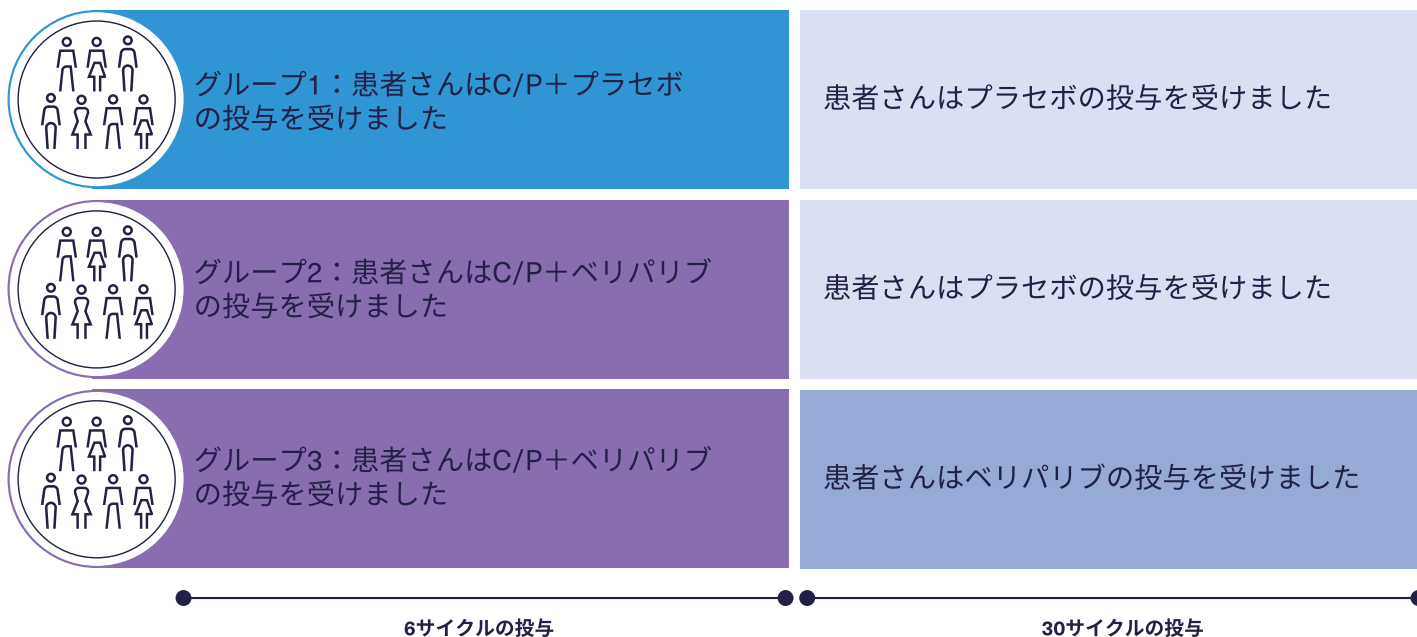 グループ1：患者さんはC/P＋プラセボ
の投与を受けました
患者さんはプラセボの投与を受けました
グループ2：患者さんはC/P＋ベリパリブ
の投与を受けました
患者さんはプラセボの投与を受けました
グループ3：患者さんはC/P＋ベリパリブ
の投与を受けました
患者さんはベリパリブの投与を受けました
6サイクルの投与
30サイクルの投与